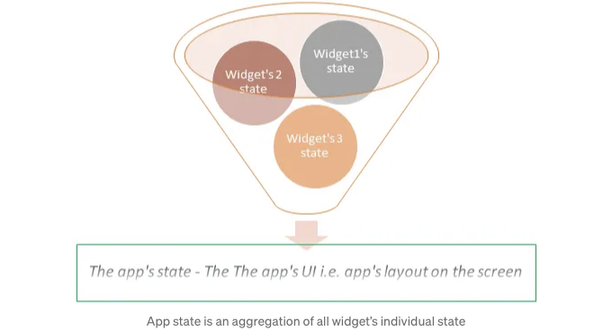 Widget1's
state
Widget's 2
state
Widget's 3
state
The app's state - The The app's UI i.e. app's layout on the screen
App state is an aggregation of all widget's individual state